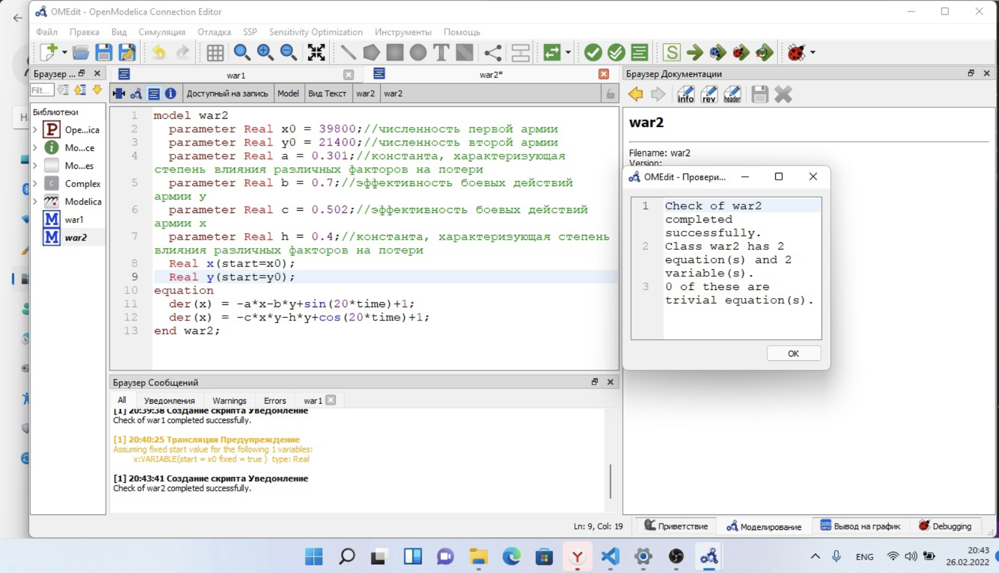 OMEdit - OpenModelica Connection Editor
Файл Правка Вид Симуляция Отладка SSP Sensitivity Optimization Инструменты Помощь
Браузер ...
war1
war2*
Браузер Документации
Filt...
Доступный на запись Model Вид Текст war2 war2
info rev header
Библиотеки
Ope...ica
Mo...ce
Mo...es
Complex
Modelica
war1
war2
1 model war2
2 parameter Real x0 = 39800;//численность первой армии
3 parameter Real y0 = 21400;//численность второй армии
4 parameter Real a = 0.301;//константа, характеризующая
степень влияния различных факторов на потери
5 parameter Real b = 0.7;//эффективность боевых действий
армии y
6 parameter Real c = 0.502;//эффективность боевых действий
армии x
7 parameter Real h = 0.4;//константа, характеризующая степень
влияния различных факторов на потери
8 Real x(start=x0);
9 Real y(start=y0);
10 equation
11 der(x) = -a*x-b*y+sin(20*time)+1;
12 der(x) = -c*x*y-h*y+cos(20*time)+1;
13 end war2;
war2
Filename: war2
Version:
OMEdit - Провери...
1 Check of war2
completed
successfully.
2 Class war2 has 2
equation(s) and 2
variable(s).
3 0 of these are
trivial equation(s).
OK
Браузер Сообщений
All Уведомления Warnings Errors war1
[1] 20:39:38 Создание скрипта Уведомление
Check of war1 completed successfully.
[1] 20:40:25 Трансляция Предупреждение
Assuming fixed start value for the following 1 variables:
x:VARIABLE(start = x0 fixed = true ) type: Real
[1] 20:43:41 Создание скрипта Уведомление
Check of war2 completed successfully.
Ln: 9, Col: 19
Приветствие Моделирование Вывод на график Debugging
ENG
20:43
26.02.2022